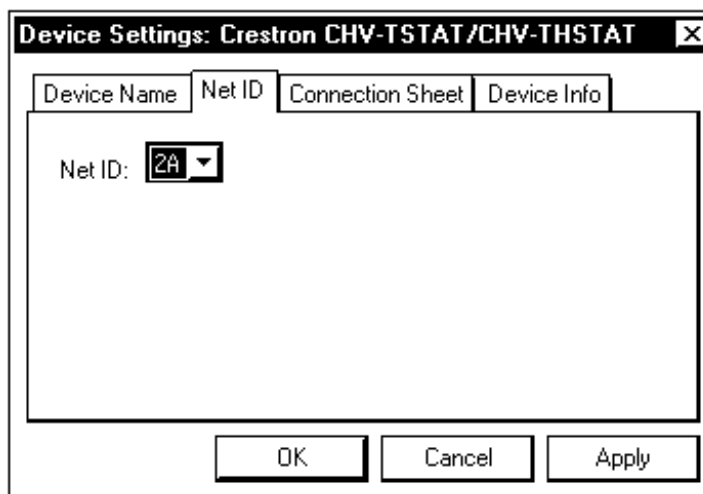 Device Settings: Crestron CHV-TSTAT/CHV-THSTAT
Device Name Net ID Connection Sheet Device Info
Net ID: 2A
OK Cancel Apply